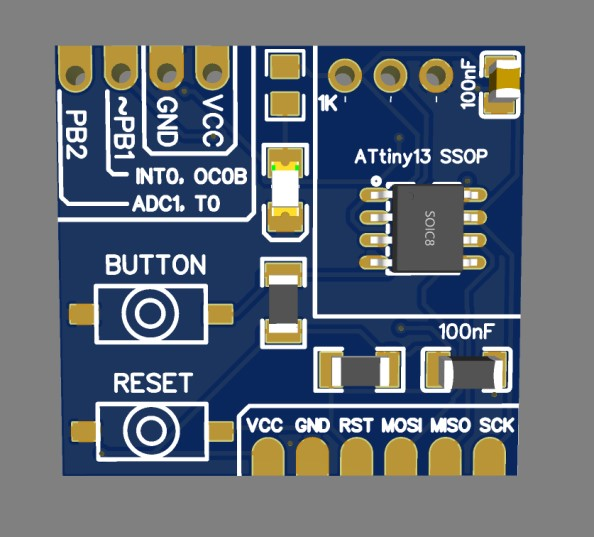 PB2
~PB1
GND
VCC
INT0, OC0B
ADC1, T0
1K
100nF
ATtiny13 SSOP
SOIC8
BUTTON
RESET
100nF
VCC GND RST MOSI MISO SCK